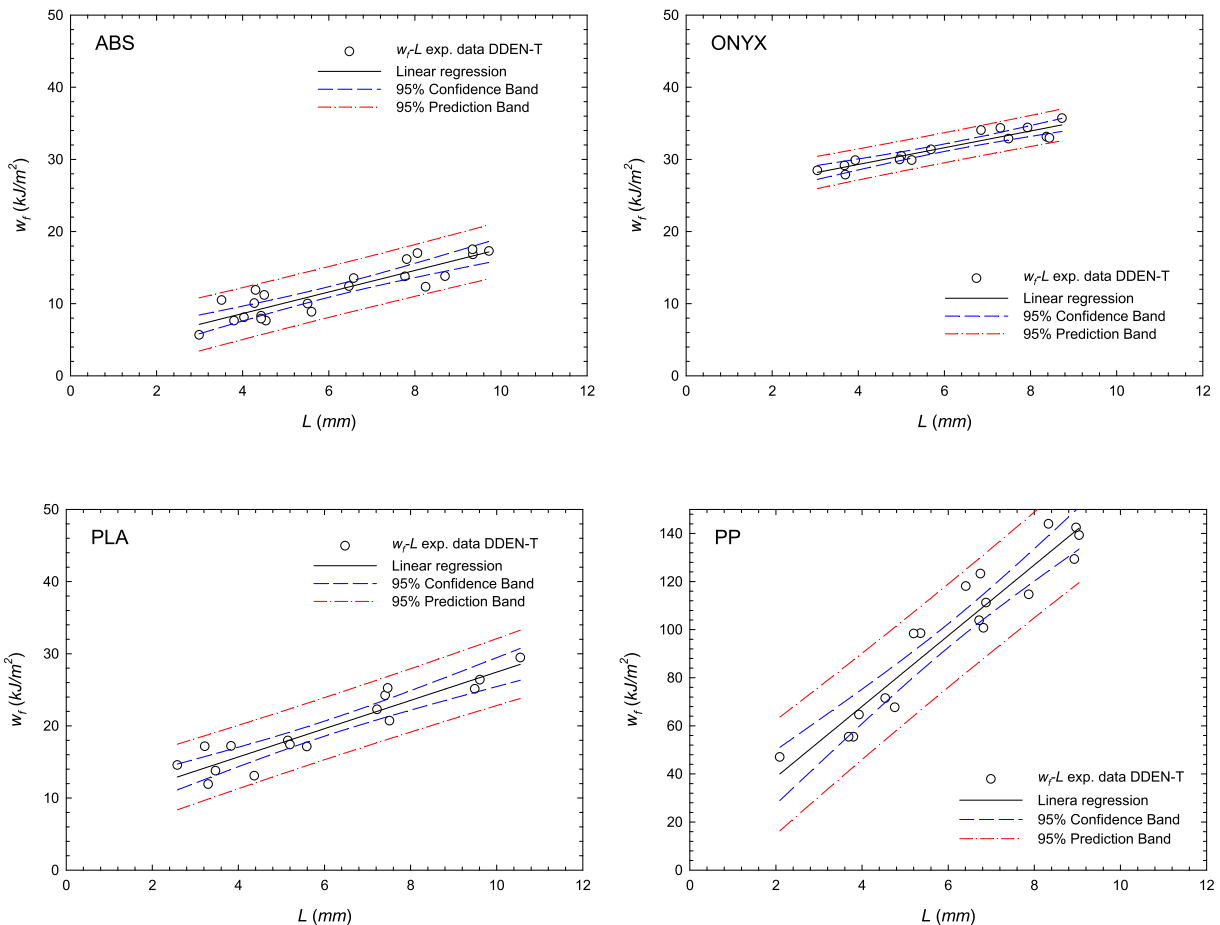 ABS
w_f-L exp. data DDEN-T
Linear regression
95% Confidence Band
95% Prediction Band
50
40
30
20
10
0
w_f (kJ/m²)
0 2 4 6 8 10 12
L (mm)
ONYX
50
40
30
20
10
0
w_f (kJ/m²)
w_f-L exp. data DDEN-T
Linear regression
95% Confidence Band
95% Prediction Band
0 2 4 6 8 10 12
L (mm)
PLA
w_f-L exp. data DDEN-T
Linear regression
95% Confidence Band
95% Prediction Band
50
40
30
20
10
0
w_f (kJ/m²)
0 2 4 6 8 10 12
L (mm)
PP
140
120
100
80
60
40
20
0
w_f (kJ/m²)
w_f-L exp. data DDEN-T
Linera regression
95% Confidence Band
95% Prediction Band
0 2 4 6 8 10 12
L (mm)